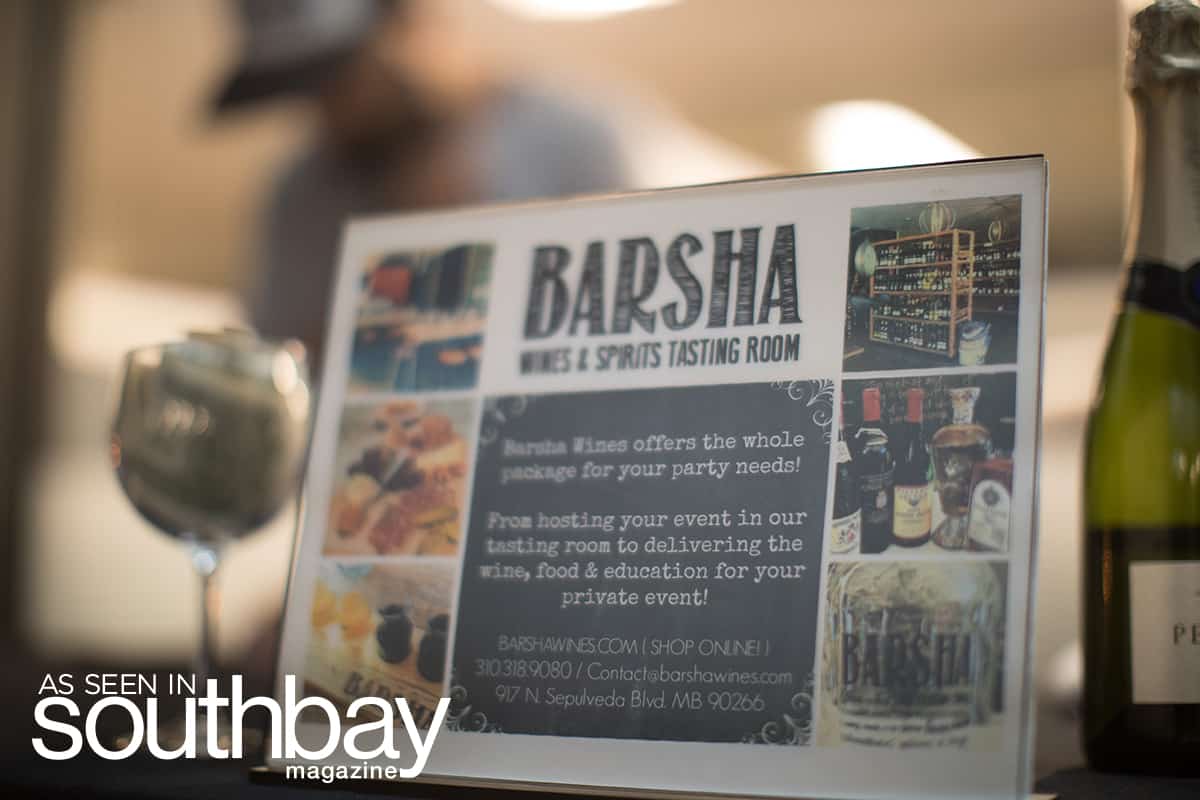 BARSHA
WINES & SPIRITS TASTING ROOM
Barsha Wines offers the whole
package for your party needs!
From hosting your event in our
tasting room to delivering the
wine, food & education for your
private event!
BARSHAWINES.COM ( SHOP ONLINE! )
310.318.9080 / Contact@barshawines.com
917 N. Sepulveda Blvd. MB 90266
BARSHA
BARSHA
AS SEEN IN
southbay
magazine